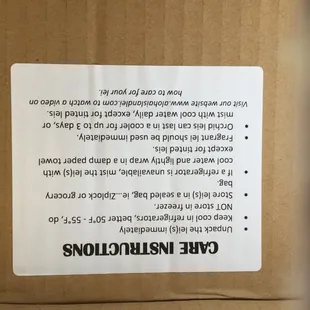 CARE INSTRUCTIONS
• Unpack the lei(s) immediately
• Keep cool in refrigerators, better 50°F - 55°F, do
NOT store in freezer.
• Store lei(s) in a sealed bag, ie...Ziplock or grocery
bag.
• If a refrigerator is unavailable, mist the lei(s) with
cool water and lightly wrap in a damp paper towel
except for tinted leis.
• Fragrant lei should be used immediately.
• Orchid leis can last in a cooler for up to 3 days, or
mist with cool water daily, except for tinted leis.
Visit our website www.alohaislandlei.com to watch a video on
how to care for your lei.